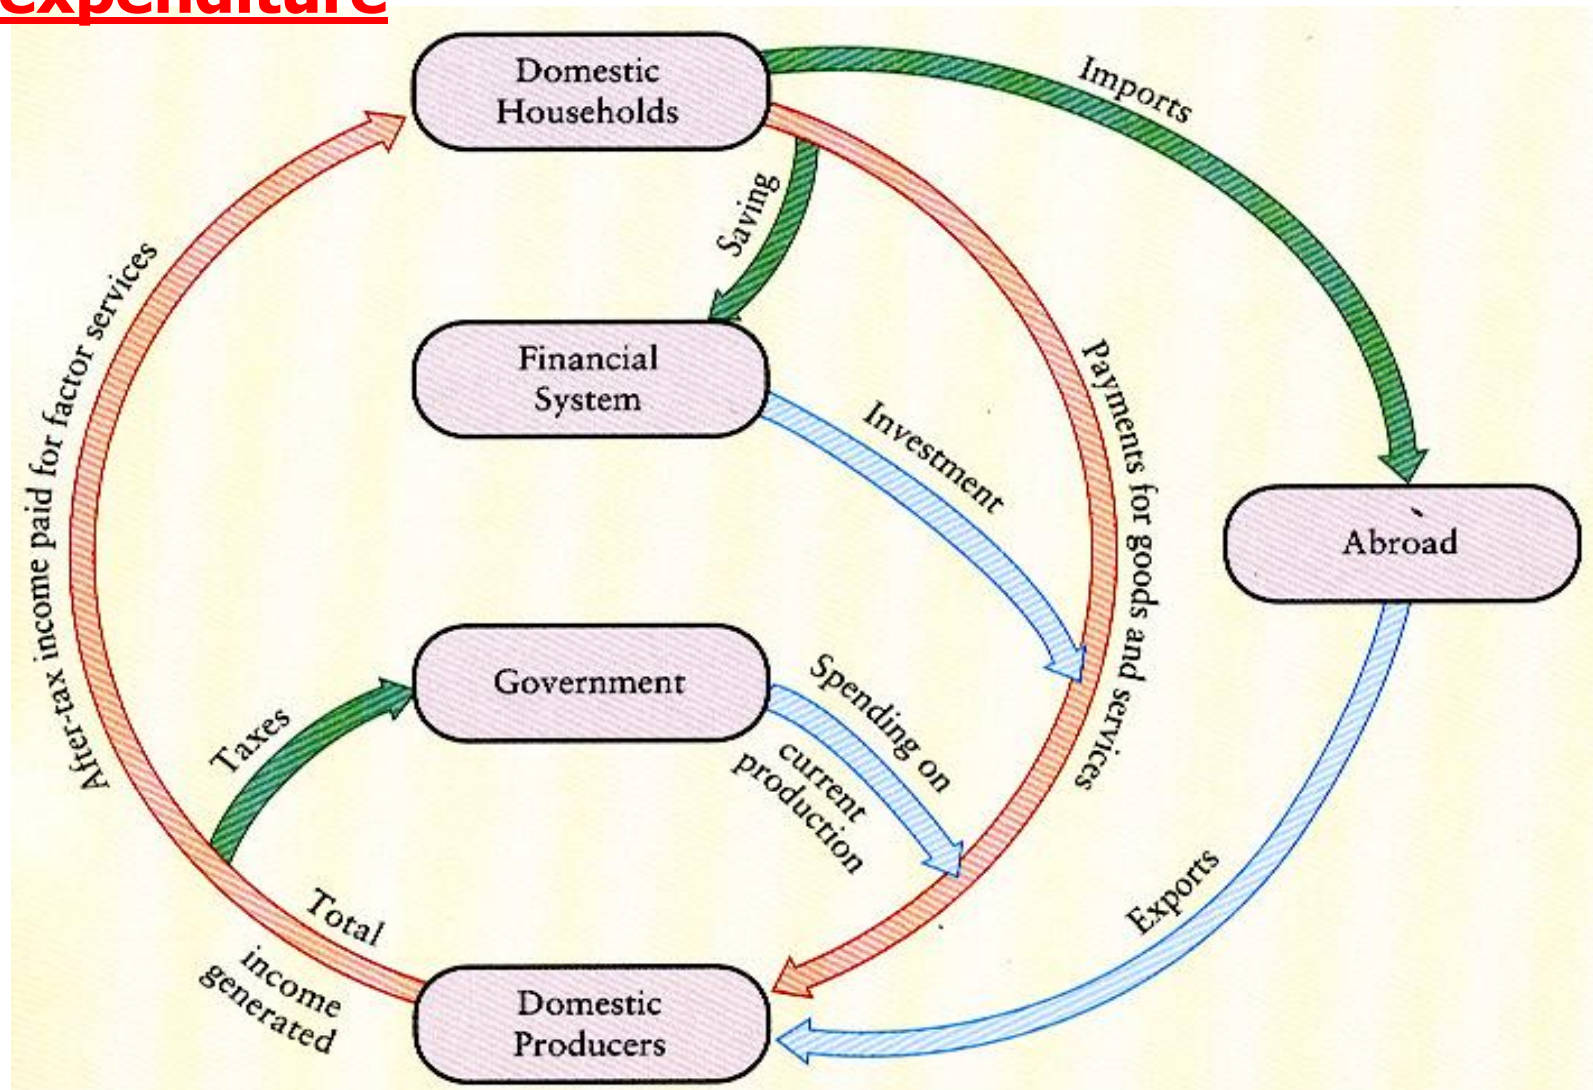 expenditure
Domestic
Households
Imports
Saving
After-tax income paid for factor services
Financial
System
Investment
Payments for goods and services
Abroad
Government
Spending on
current
production
Taxes
Exports
Total
income
generated
Domestic
Producers